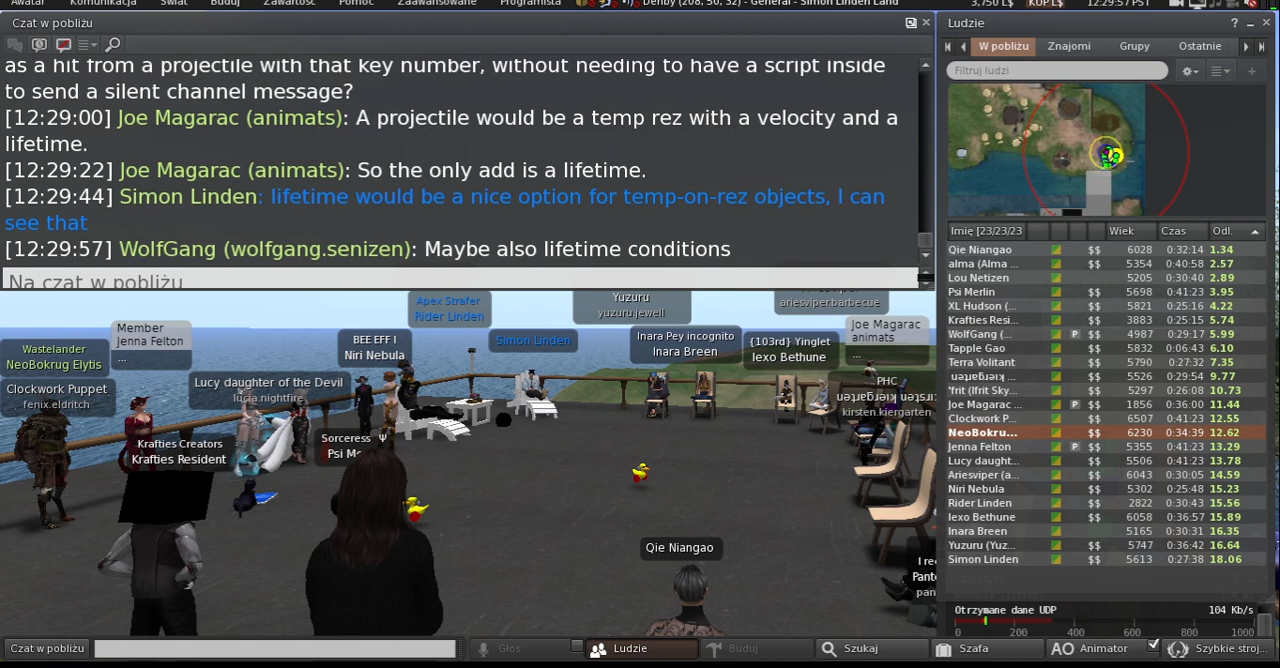 Awatar Komunikacja Świat Buduj Zawartość Pomoc Zaawansowane Programista Denby (208, 50, 32) - General - Simon Linden Land 3,750 L$ KUP L$ 12:29:57 PST
Czat w pobliżu
as a hit from a projectile with that key number, without needing to have a script inside
to send a silent channel message?
[12:29:00] Joe Magarac (animats): A projectile would be a temp rez with a velocity and a
lifetime.
[12:29:22] Joe Magarac (animats): So the only add is a lifetime.
[12:29:44] Simon Linden: lifetime would be a nice option for temp-on-rez objects, I can
see that
[12:29:57] WolfGang (wolfgang.senizen): Maybe also lifetime conditions
Na czat w pobliżu
Apex Strafer
Rider Linden
Yuzuru
yuzuru.jewell
ariesviper.barbecue
Member
Jenna Felton
...
Wastelander
NeoBokrug Elytis
BEE EFF I
Niri Nebula
Simon Linden
Inara Pey incognito
Inara Breen
{103rd} Yinglet
Iexo Bethune
Joe Magarac
animats
...
Clockwork Puppet
fenix.eldritch
Lucy daughter of the Devil
lucia.nightfire
PHC
kirsten.kiergarten
Krafties Creators
Krafties Resident
Sorceress Ψ
Psi Me
Qie Niangao
I re
Pant
pan
Czat w pobliżu Głos Ludzie Buduj Szukaj Szafa AO Animator Szybkie stroj...
Ludzie
? _ ×
W pobliżu Znajomi Grupy Ostatnie
Filtruj ludzi
Imię [23/23/23 Wiek Czas Odl.
Qie Niangao $$ 6028 0:32:14 1.34
alma (Alma ... $$ 5354 0:40:58 2.57
Lou Netizen 5205 0:30:40 2.89
Psi Merlin $$ 5698 0:41:23 3.95
XL Hudson (... $$ 5821 0:25:16 4.22
Krafties Resi... $$ 3883 0:25:15 5.74
WolfGang (... P $$ 4987 0:29:17 5.99
Tapple Gao $$ 5832 0:06:43 6.10
Terra Volitant $$ 5790 0:27:32 7.35
$$ 5526 0:29:54 9.77
'frit (Ifrit Sky... $$ 5297 0:26:08 10.73
Joe Magarac ... P $$ 1856 0:36:00 11.44
Clockwork P... $$ 6507 0:41:23 12.55
NeoBokru... $$ 6230 0:34:39 12.62
Jenna Felton P $$ 5355 0:41:23 13.29
Lucy daught... $$ 5506 0:41:23 13.78
Ariesviper (a... $$ 6043 0:30:05 14.59
Niri Nebula $$ 5302 0:25:48 15.23
Rider Linden $$ 2822 0:30:43 15.56
Iexo Bethune $$ 6058 0:36:57 15.89
Inara Breen 5165 0:30:31 16.35
Yuzuru (Yuz... $$ 5747 0:36:42 16.64
Simon Linden $$ 5613 0:27:38 18.06
Otrzymane dane UDP 104 Kb/s
0 200 400 600 800 1000